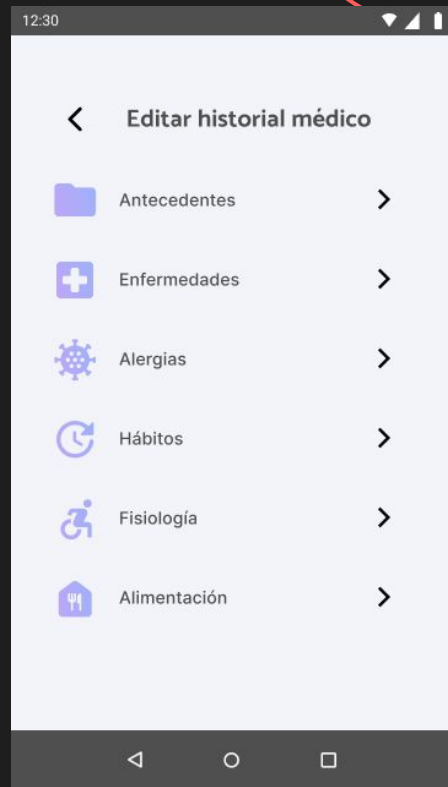 12:30
Editar historial médico
Antecedentes
Enfermedades
Alergias
Hábitos
Fisiología
Alimentación